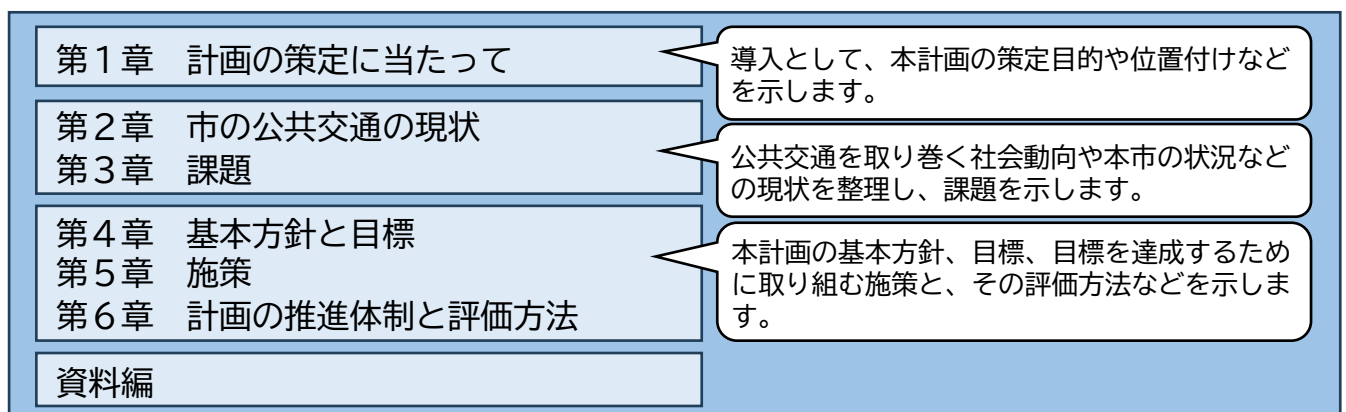 第１章　計画の策定に当たって
導入として、本計画の策定目的や位置付けなど
を示します。
第２章　市の公共交通の現状
第３章　課題
公共交通を取り巻く社会動向や本市の状況など
の現状を整理し、課題を示します。
第４章　基本方針と目標
第５章　施策
第６章　計画の推進体制と評価方法
本計画の基本方針、目標、目標を達成するため
に取り組む施策と、その評価方法などを示しま
す。
資料編